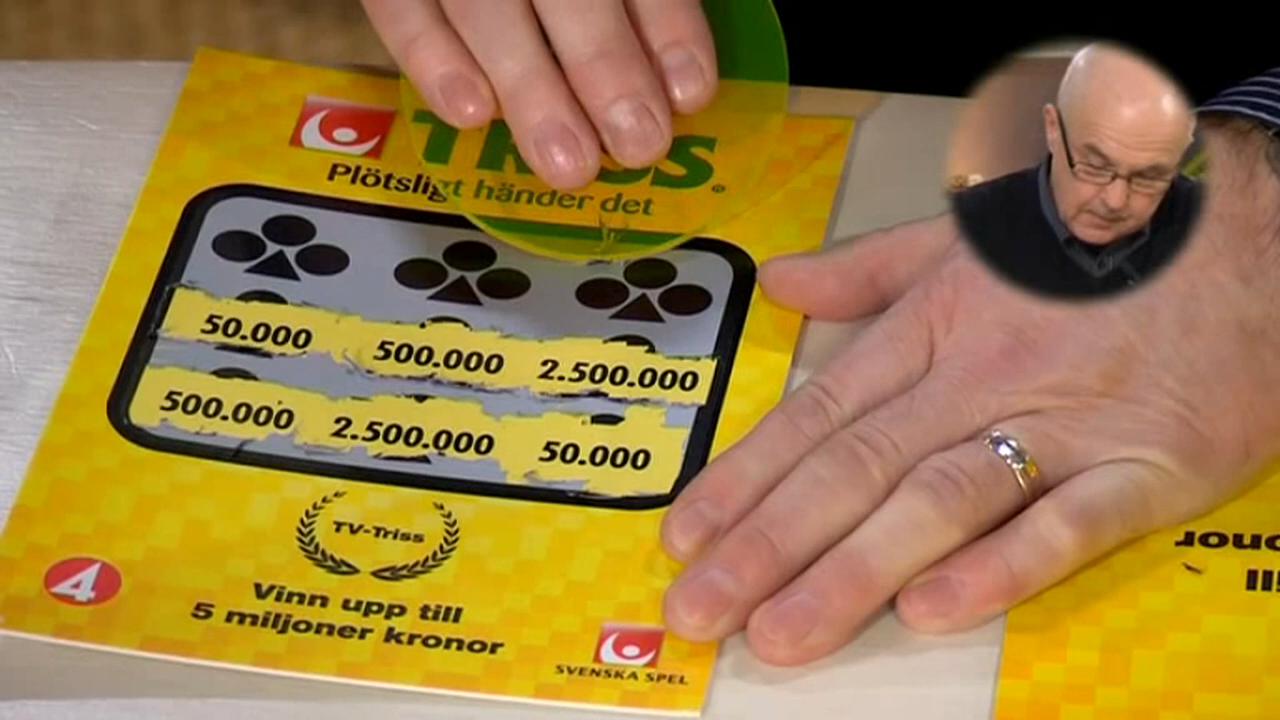 TRISS
Plötsligt händer det
50.000 500.000 2.500.000
500.000 2.500.000 50.000
TV-Triss
4
Vinn upp till
5 miljoner kronor
SVENSKA SPEL